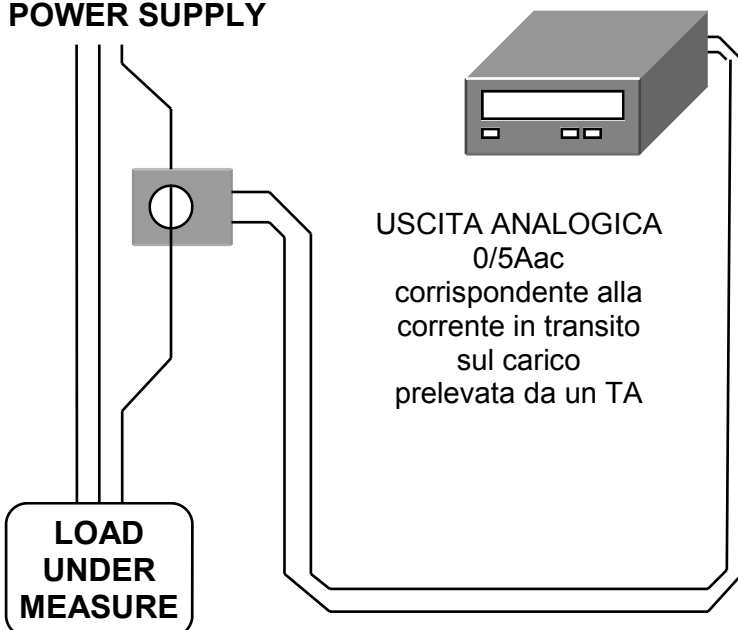 POWER SUPPLY
USCITA ANALOGICA
0/5Aac
corrispondente alla
corrente in transito
sul carico
prelevata da un TA
LOAD
UNDER
MEASURE